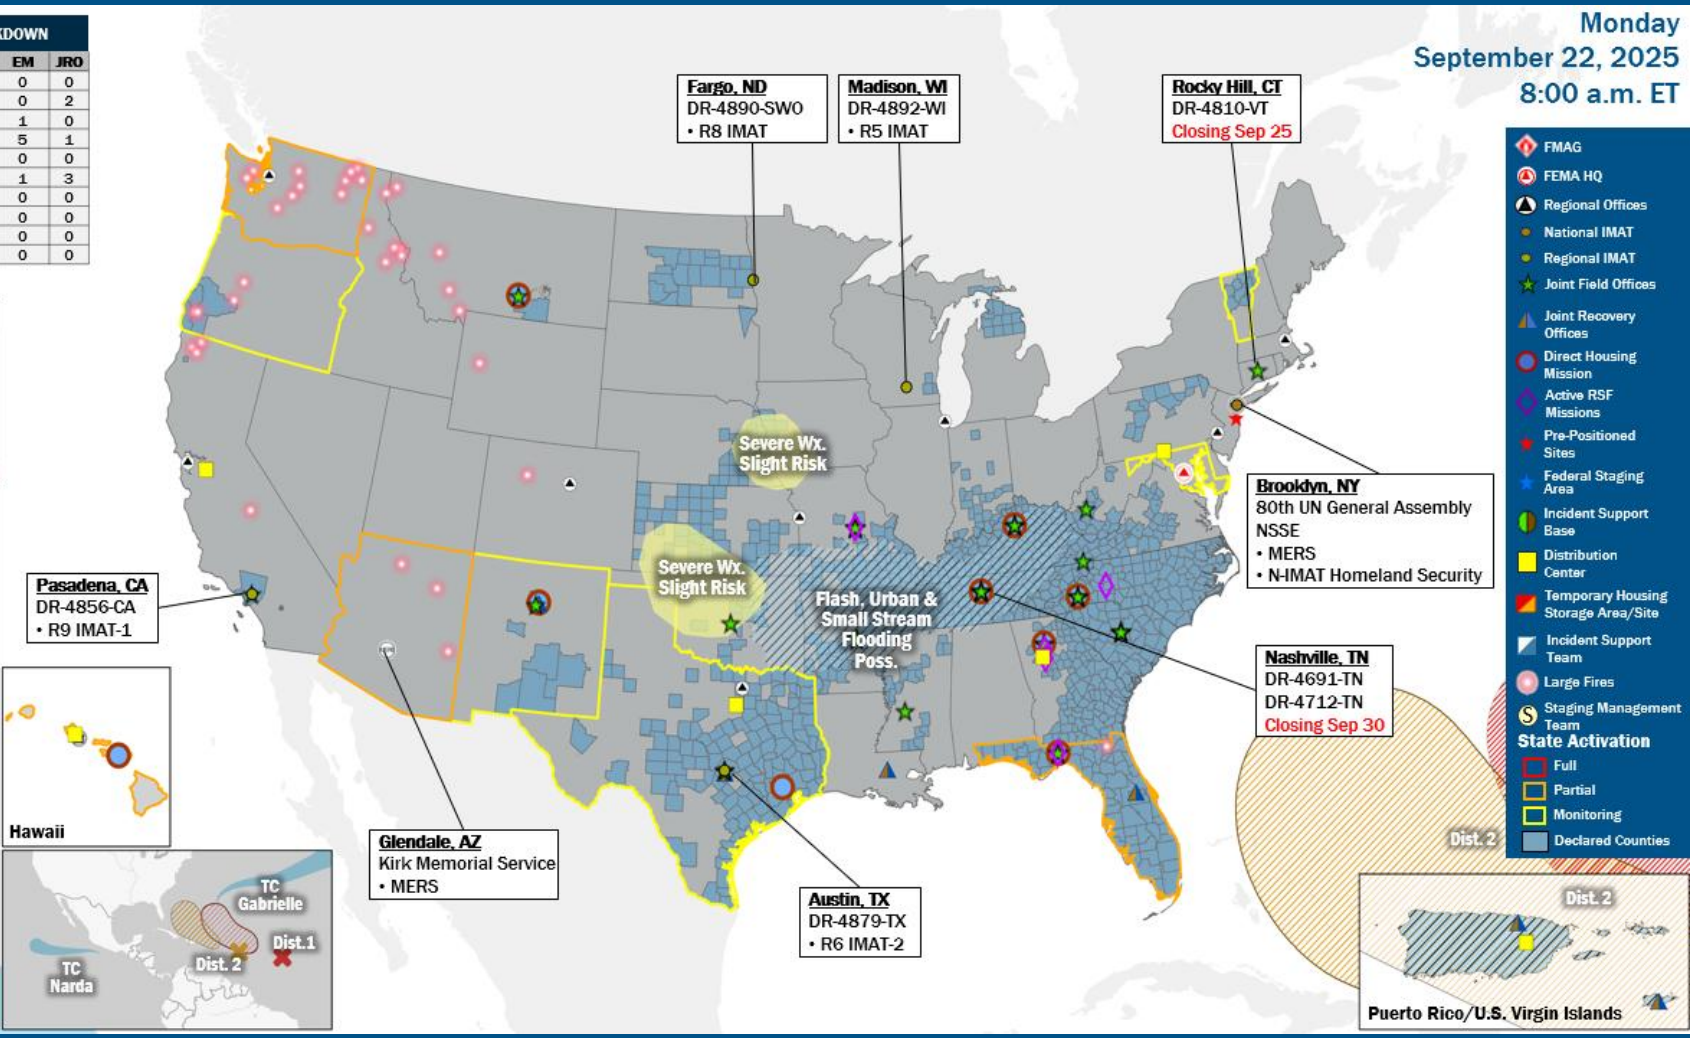 KDOWN
EM JRO
0 0
0 2
1 0
5 1
0 0
1 3
0 0
0 0
0 0
0 0
Monday
September 22, 2025
8:00 a.m. ET
Fargo, ND
DR-4890-SWO
• R8 IMAT
Madison, WI
DR-4892-WI
• R5 IMAT
Rocky Hill, CT
DR-4810-VT
Closing Sep 25
FMAG
FEMA HQ
Regional Offices
National IMAT
Regional IMAT
Joint Field Offices
Joint Recovery
Offices
Direct Housing
Mission
Active RSF
Missions
Pre-Positioned
Sites
Federal Staging
Area
Incident Support
Base
Distribution
Center
Temporary Housing
Storage Area/Site
Incident Support
Team
Large Fires
S
Staging Management
Team
State Activation
Full
Partial
Monitoring
Declared Counties
Severe Wx.
Slight Risk
Severe Wx.
Slight Risk
Flash, Urban &
Small Stream
Flooding
Poss.
Brooklyn, NY
80th UN General Assembly
NSSE
• MERS
• N-IMAT Homeland Security
Pasadena, CA
DR-4856-CA
• R9 IMAT-1
Nashville, TN
DR-4691-TN
DR-4712-TN
Closing Sep 30
Glendale, AZ
Kirk Memorial Service
• MERS
Austin, TX
DR-4879-TX
• R6 IMAT-2
Hawaii
TC
Gabrielle
Dist.1
Dist. 2
TC
Narda
Dist. 2
Dist. 2
Puerto Rico/U.S. Virgin Islands